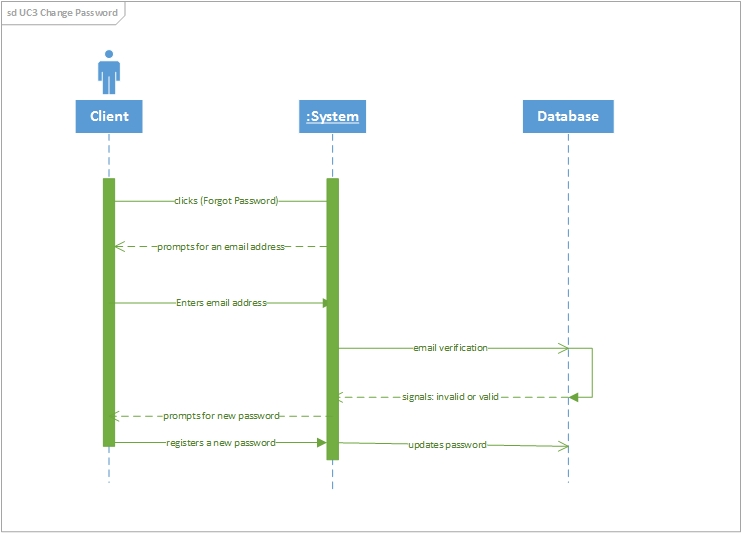 sd UC3 Change Password
Client
:System
Database
clicks (Forgot Password)
prompts for an email address
Enters email address
email verification
signals: invalid or valid
prompts for new password
registers a new password
updates password